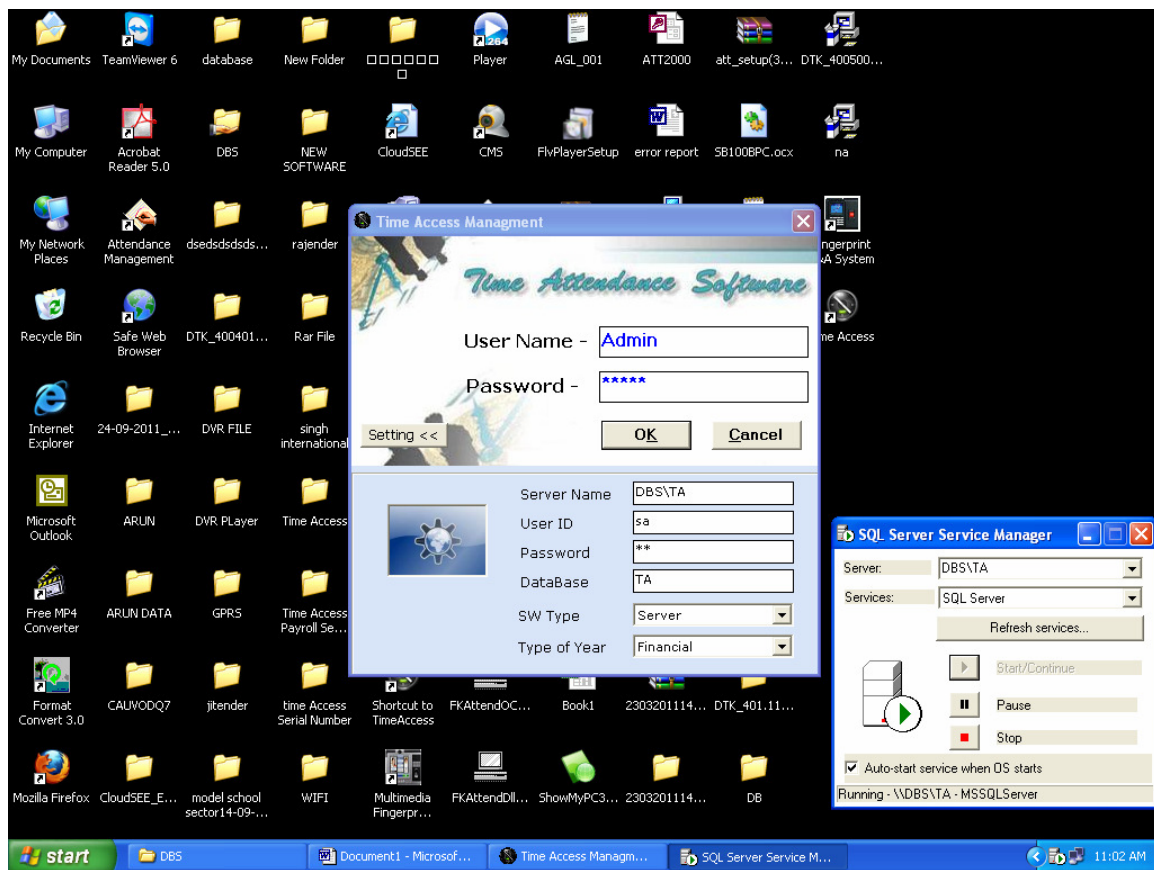 My Documents
TeamViewer 6
database
New Folder
□□□□□□
□
264
Player
AGL_001
ATT2000
att_setup(3...
DTK_400500...
My Computer
Acrobat
Reader 5.0
DBS
NEW
SOFTWARE
CloudSEE
CMS
FlvPlayerSetup
error report
SB100BPC.ocx
na
My Network
Places
Attendance
Management
dsedsdsdsds...
rajender
ngerprint
&A System
Recycle Bin
Safe Web
Browser
DTK_400401...
Rar File
me Access
Internet
Explorer
24-09-2011_...
DVR FILE
singh
international
Microsoft
Outlook
ARUN
DVR PLayer
Time Access
Free MP4
Converter
ARUN DATA
GPRS
Time Access
Payroll Se...
Format
Convert 3.0
CAUVODQ7
jitender
time Access
Serial Number
Shortcut to
TimeAccess
FKAttendOC...
Book1
2303201114...
DTK_401.11...
Mozilla Firefox
CloudSEE_E...
model school
sector14-09-...
WIFI
Multimedia
Fingerpr...
FKAttendDll...
ShowMyPC3...
2303201114...
DB
Time Access Managment
Time Attendance Software
User Name - Admin
Password - *****
Setting <<
OK
Cancel
Server Name DBS\TA
User ID sa
Password **
DataBase TA
SW Type Server
Type of Year Financial
SQL Server Service Manager
Server: DBS\TA
Services: SQL Server
Refresh services...
Start/Continue
Pause
Stop
Auto-start service when OS starts
Running - \\DBS\TA - MSSQLServer
start
DBS
Document1 - Microsof...
Time Access Managm...
SQL Server Service M...
11:02 AM